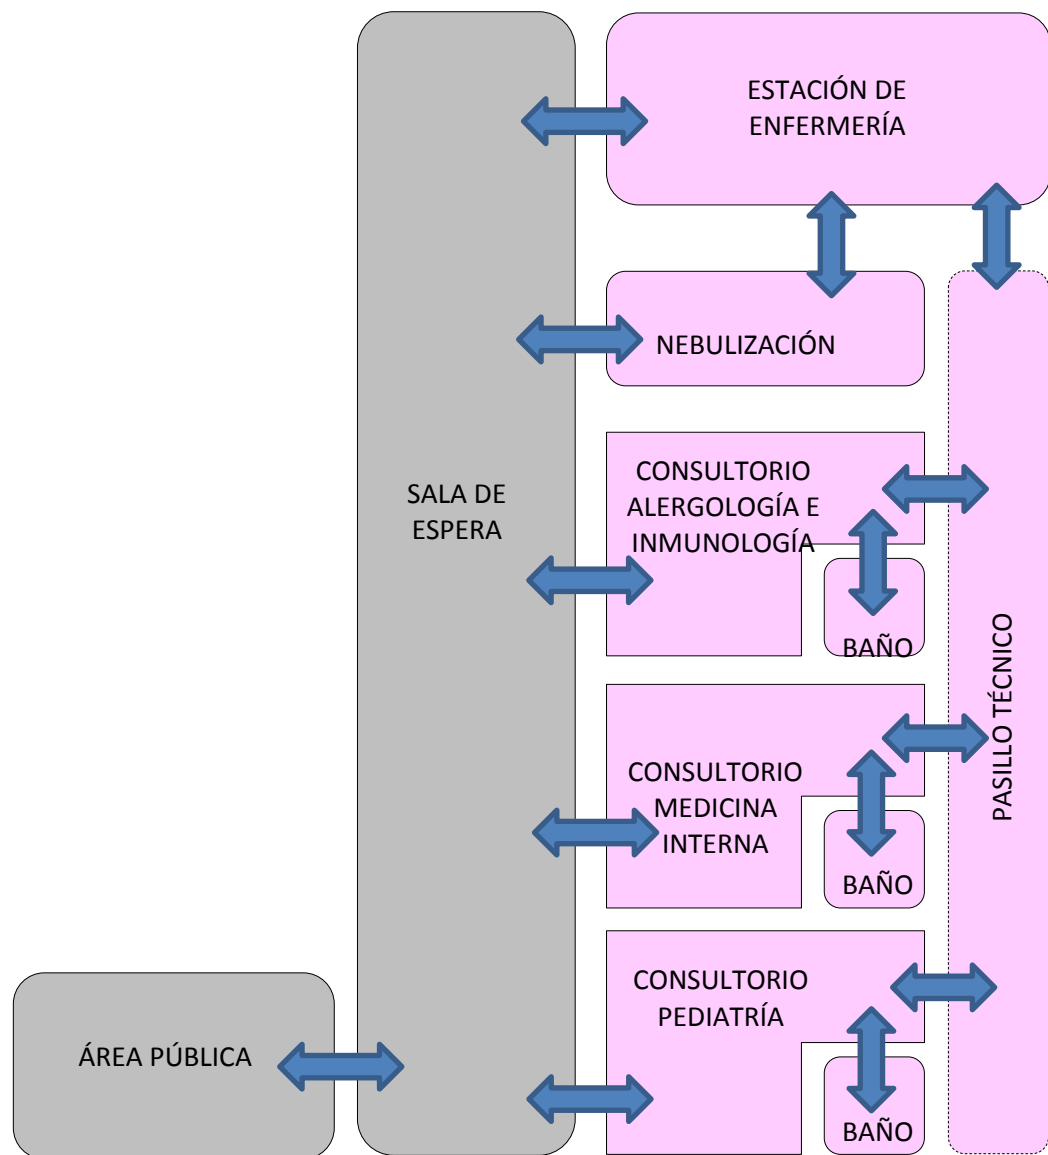 ESTACIÓN DE
ENFERMERÍA
NEBULIZACIÓN
SALA DE
ESPERA
CONSULTORIO
ALERGOLOGÍA E
INMUNOLOGÍA
BAÑO
CONSULTORIO
MEDICINA
INTERNA
BAÑO
PASILLO TÉCNICO
CONSULTORIO
PEDIATRÍA
BAÑO
ÁREA PÚBLICA